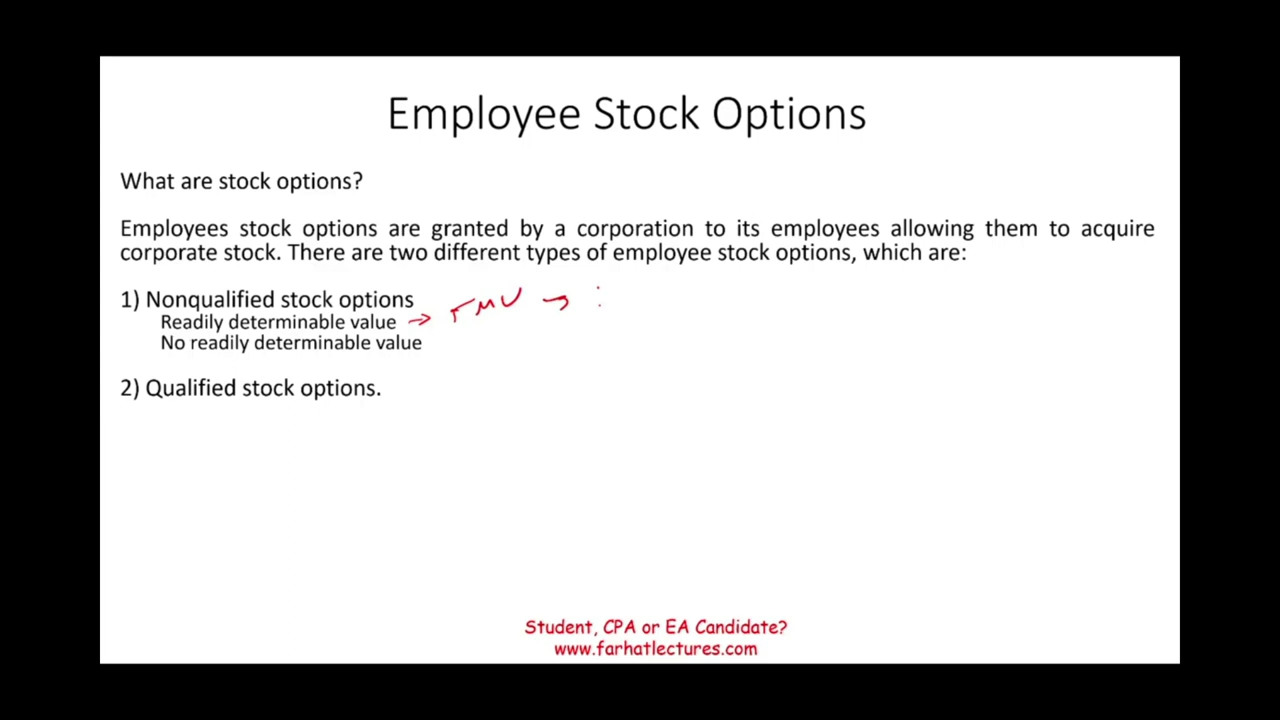 Employee Stock Options
What are stock options?
Employees stock options are granted by a corporation to its employees allowing them to acquire
corporate stock. There are two different types of employee stock options, which are:
1) Nonqualified stock options
Readily determinable value → FMV →
No readily determinable value
2) Qualified stock options.
Student, CPA or EA Candidate?
www.farhatlectures.com